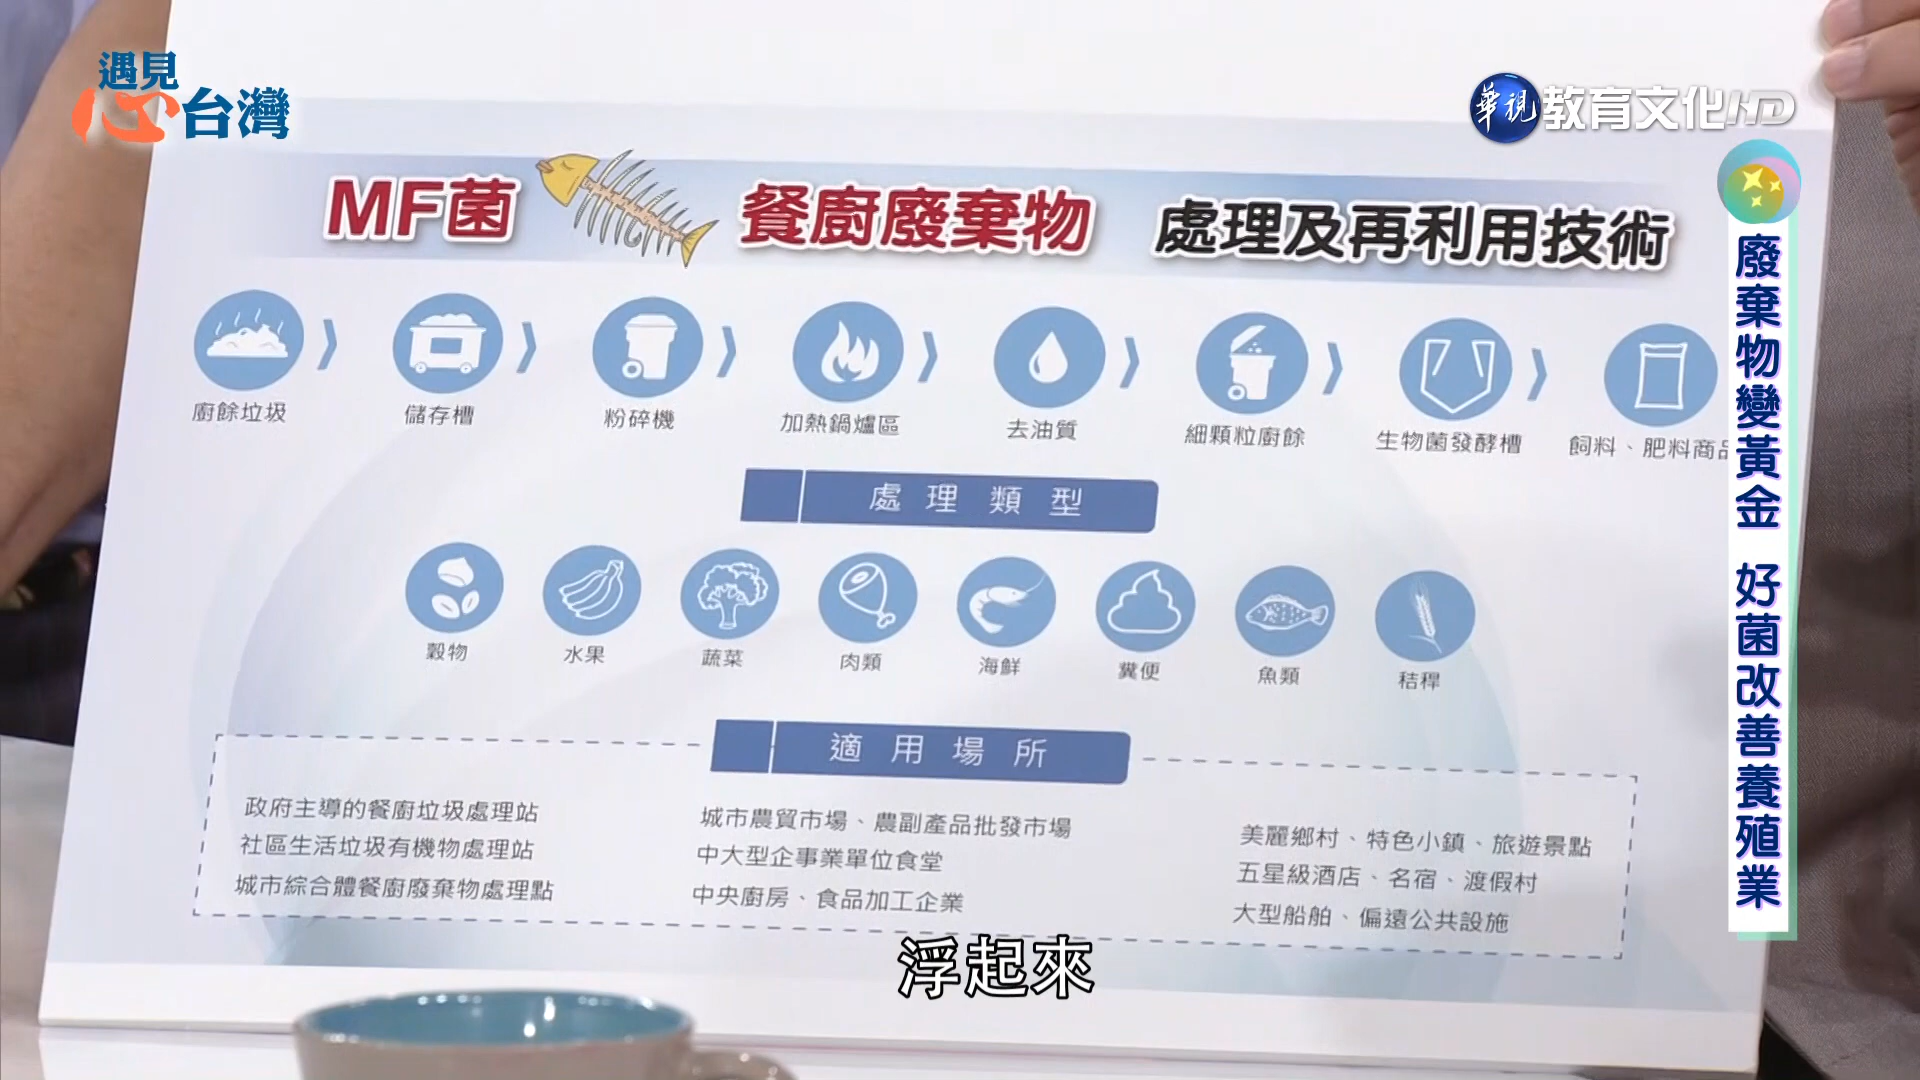 遇見
心台灣
華視 教育文化HD
MF菌 餐廚廢棄物 處理及再利用技術
廚餘垃圾
儲存槽
粉碎機
加熱鍋爐區
去油質
細顆粒廚餘
生物菌發酵槽
飼料、肥料商品
處理類型
穀物
水果
蔬菜
肉類
海鮮
糞便
魚類
秸稈
適用場所
政府主導的餐廚垃圾處理站
社區生活垃圾有機物處理站
城市綜合體餐廚廢棄物處理點
城市農貿市場、農副產品批發市場
中大型企事業單位食堂
中央廚房、食品加工企業
美麗鄉村、特色小鎮、旅遊景點
五星級酒店、名宿、渡假村
大型船舶、偏遠公共設施
廢棄物變黃金 好菌改善養殖業
浮起來